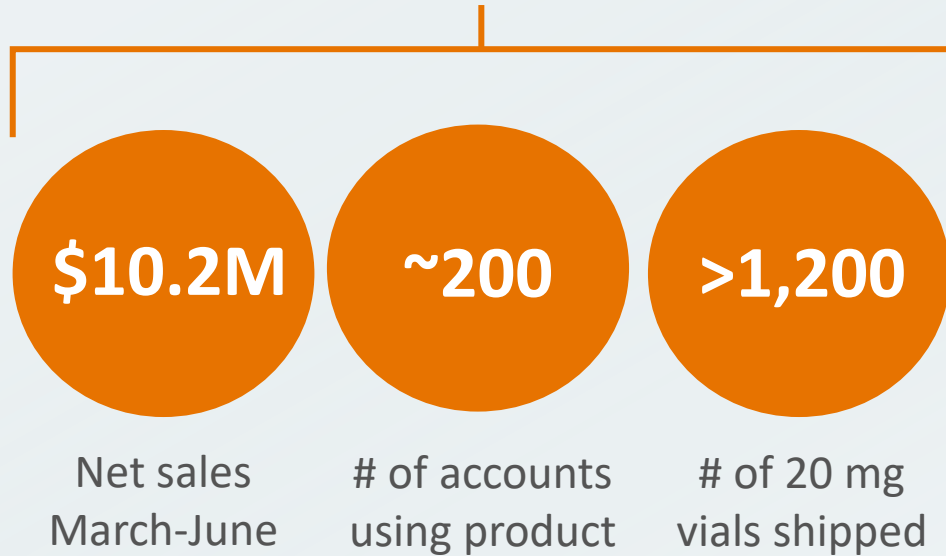 $10.2M
~200
>1,200
Net sales
March-June
# of accounts
using product
# of 20 mg
vials shipped